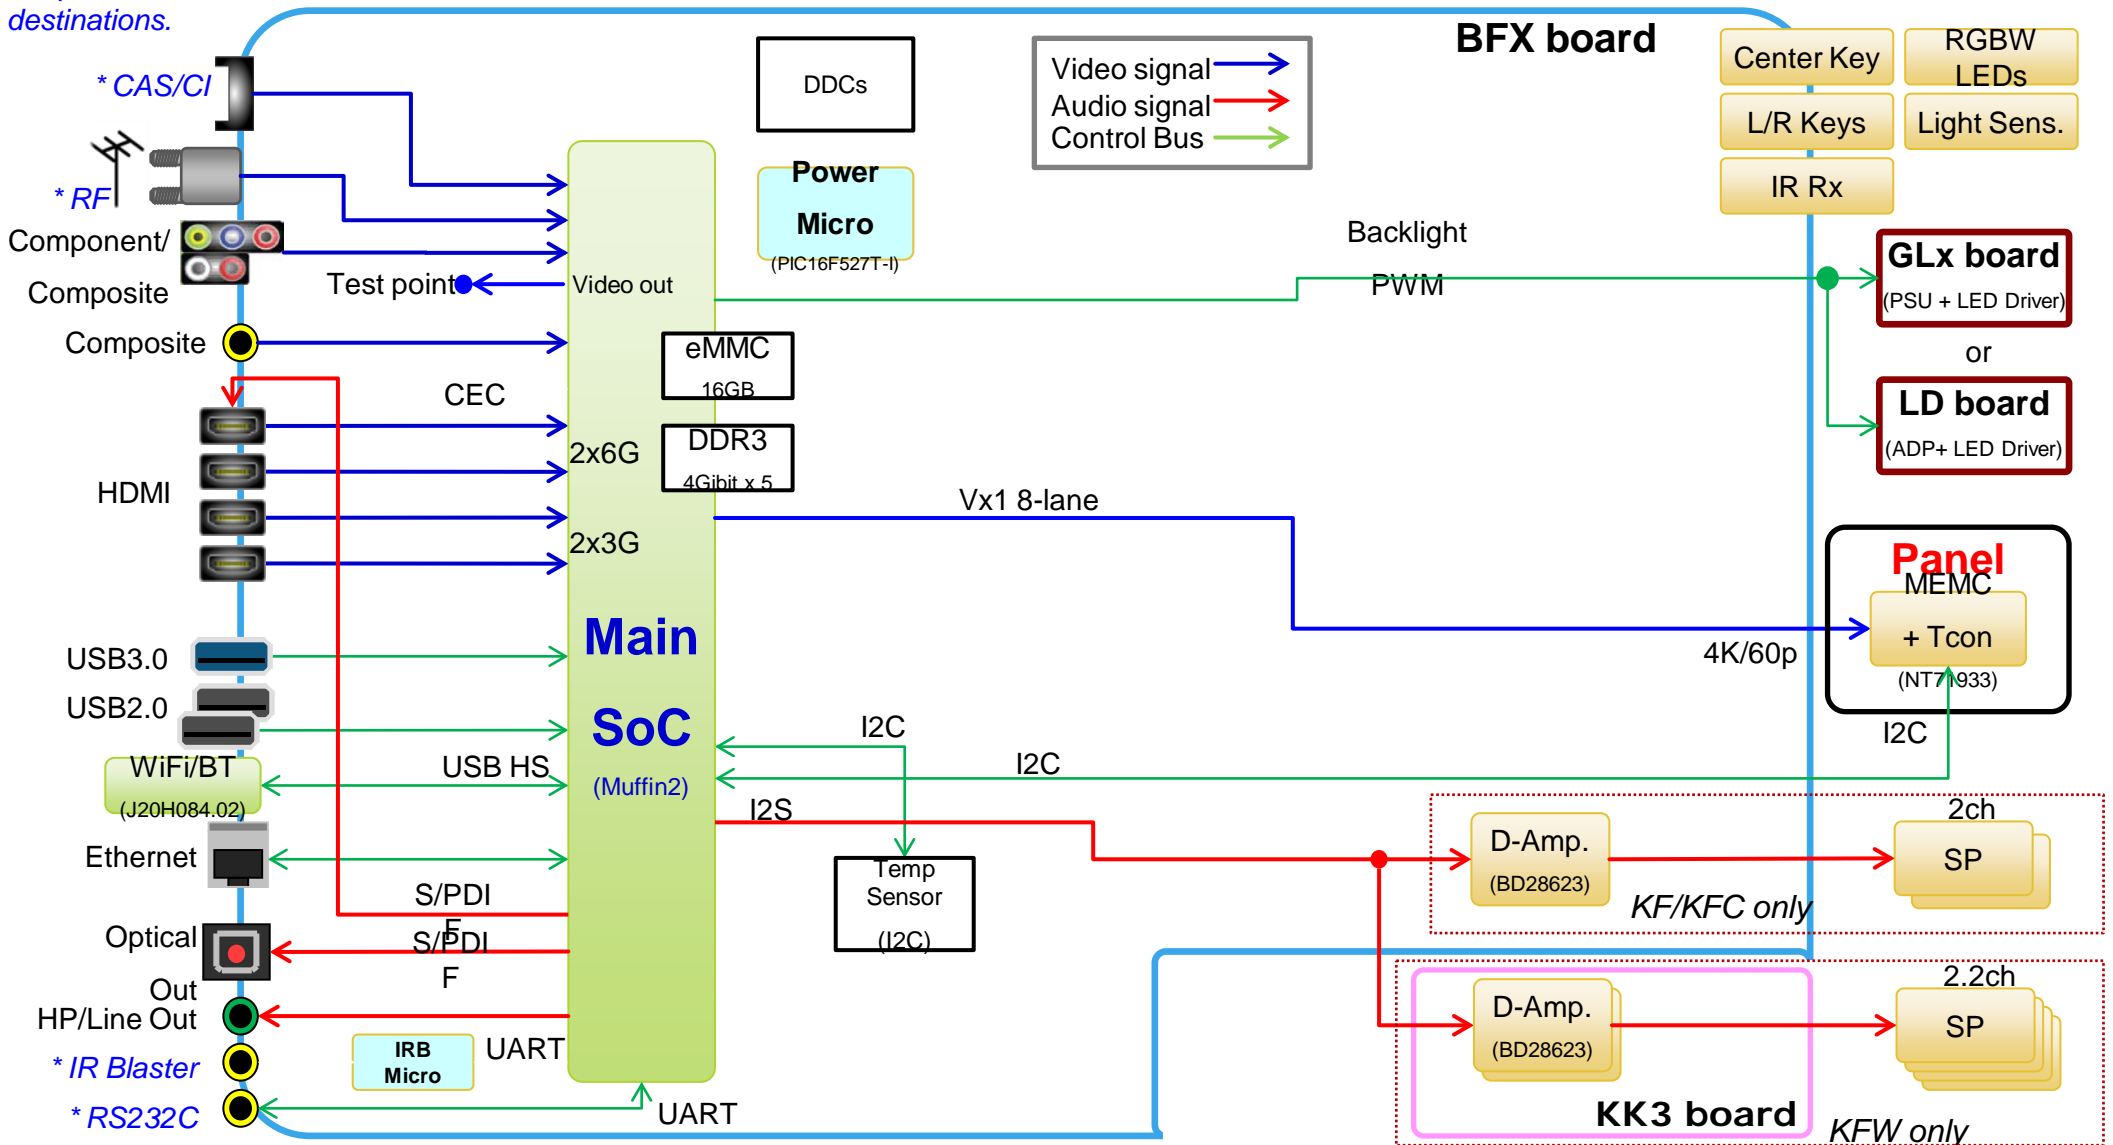 destinations.
* CAS/CI
* RF
Component/
Composite
Composite
HDMI
USB3.0
USB2.0
WiFi/BT
(J20H084.02)
Ethernet
Optical
Out
HP/Line Out
* IR Blaster
* RS232C
Test point
Video out
CEC
2x6G
2x3G
USB HS
S/PDI
F
S/PDI
F
IRB
Micro
UART
UART
Main
SoC
(Muffin2)
DDCs
Power
Micro
(PIC16F527T-I)
eMMC
16GB
DDR3
4Gibit x 5
Video signal
Audio signal
Control Bus
BFX board
Center Key
RGBW
LEDs
L/R Keys
Light Sens.
IR Rx
Backlight
PWM
GLx board
(PSU + LED Driver)
or
LD board
(ADP+ LED Driver)
Vx1 8-lane
4K/60p
Panel
MEMC
+ Tcon
(NT71933)
I2C
I2C
I2C
I2S
Temp
Sensor
(I2C)
D-Amp.
(BD28623)
2ch
SP
KF/KFC only
D-Amp.
(BD28623)
2.2ch
SP
KK3 board
KFW only